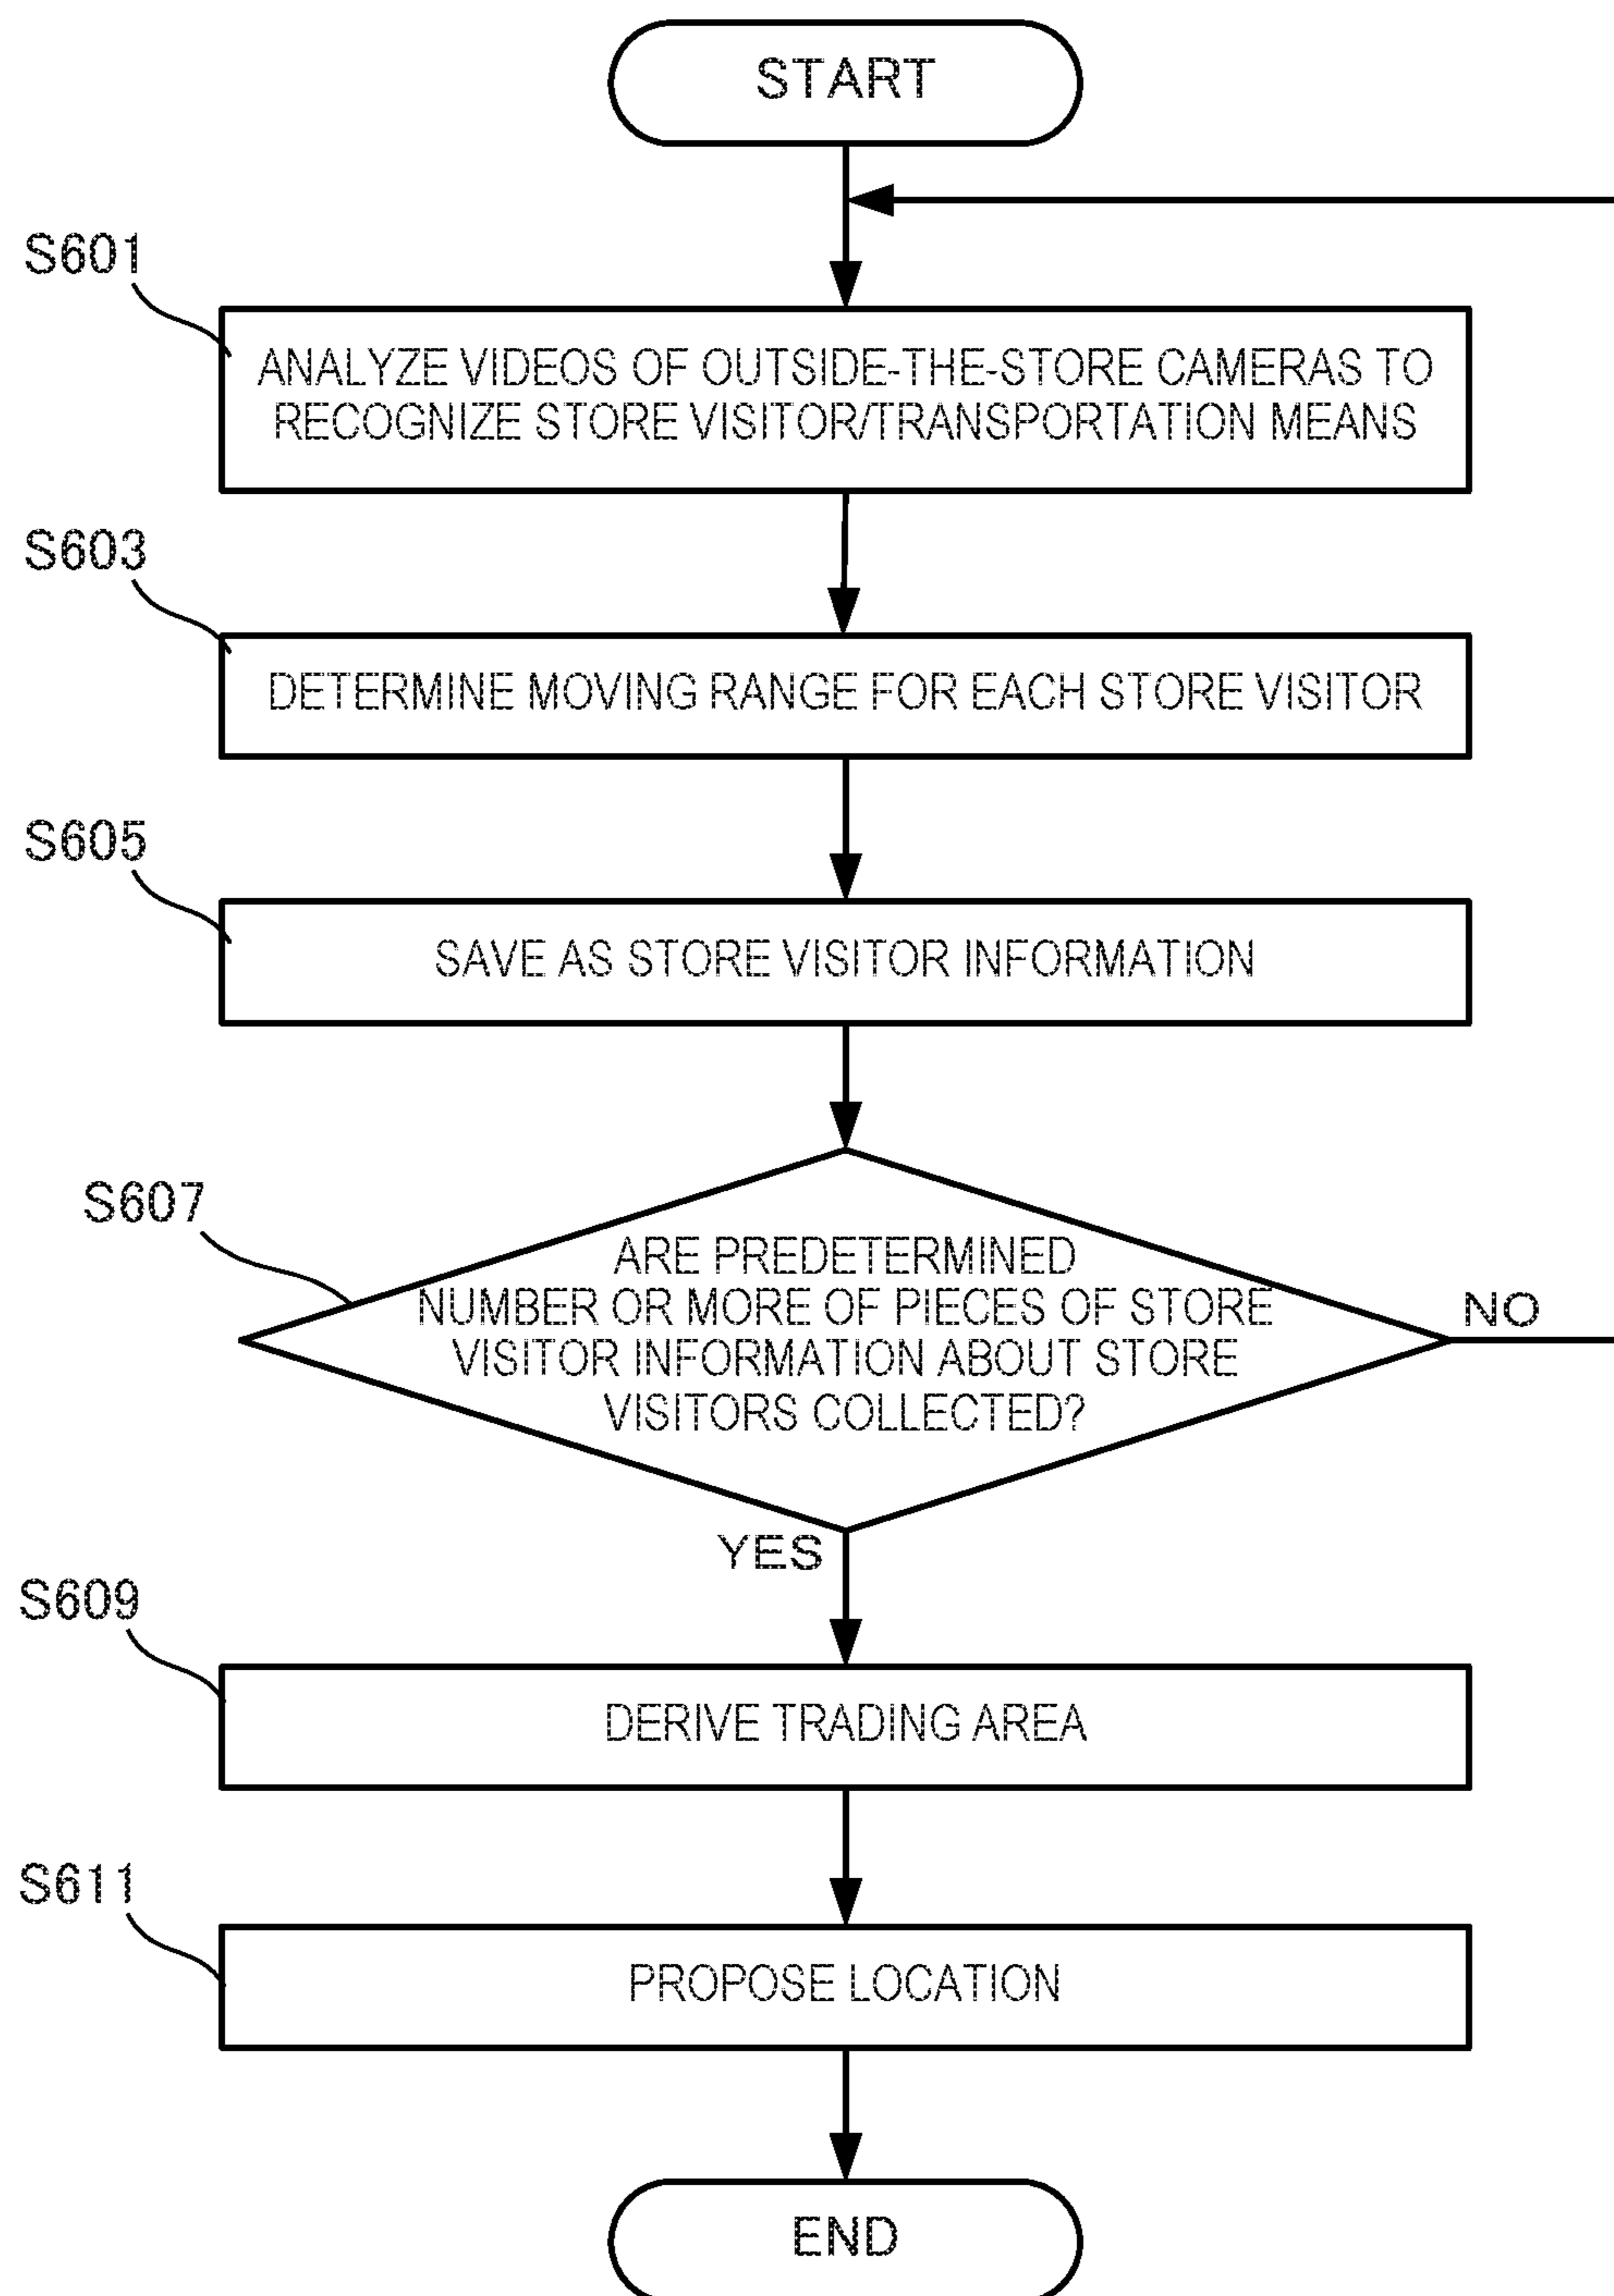 START
S601
ANALYZE VIDEOS OF OUTSIDE-THE-STORE CAMERAS TO
RECOGNIZE STORE VISITOR/TRANSPORTATION MEANS
S603
DETERMINE MOVING RANGE FOR EACH STORE VISITOR
S605
SAVE AS STORE VISITOR INFORMATION
S607
ARE PREDETERMINED
NUMBER OR MORE OF PIECES OF STORE
VISITOR INFORMATION ABOUT STORE
VISITORS COLLECTED?
NO
YES
S609
DERIVE TRADING AREA
S611
PROPOSE LOCATION
END